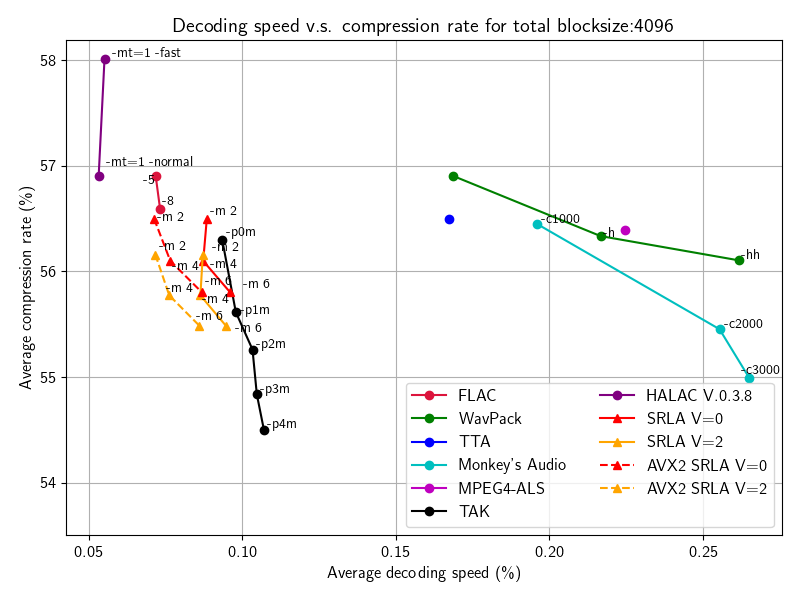 Decoding speed v.s. compression rate for total blocksize:4096
Average compression rate (%)
58
57
56
55
54
-mt=1 -fast
-mt=1 -normal
-5
-8
-m 2
-m 2
-p0m
-m 2
-m 2
-m 4
-m 4
-m 4
-m 6
-m 6
-m 4
-m 6
-m 6
-p1m
-p2m
-p3m
-p4m
-c1000
-h
-hh
-c2000
-c3000
FLAC
WavPack
TTA
Monkey's Audio
MPEG4-ALS
TAK
HALAC V.0.3.8
SRLA V=0
SRLA V=2
AVX2 SRLA V=0
AVX2 SRLA V=2
0.05
0.10
0.15
0.20
0.25
Average decoding speed (%)